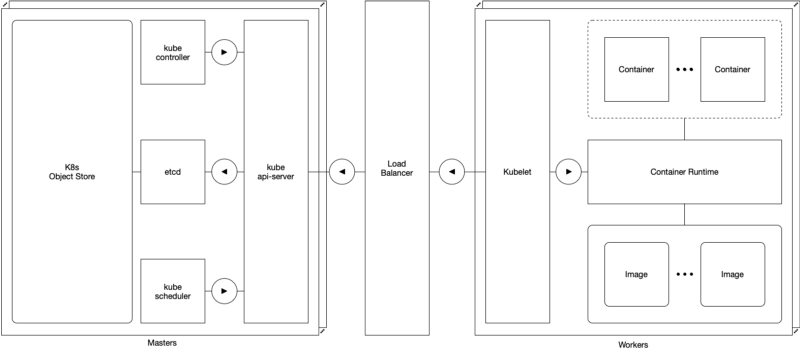 kube
controller
K8s
Object Store
etcd
kube
api-server
kube
scheduler
Masters
Load
Balancer
Kubelet
Container
Container
Container Runtime
Image
Image
Workers